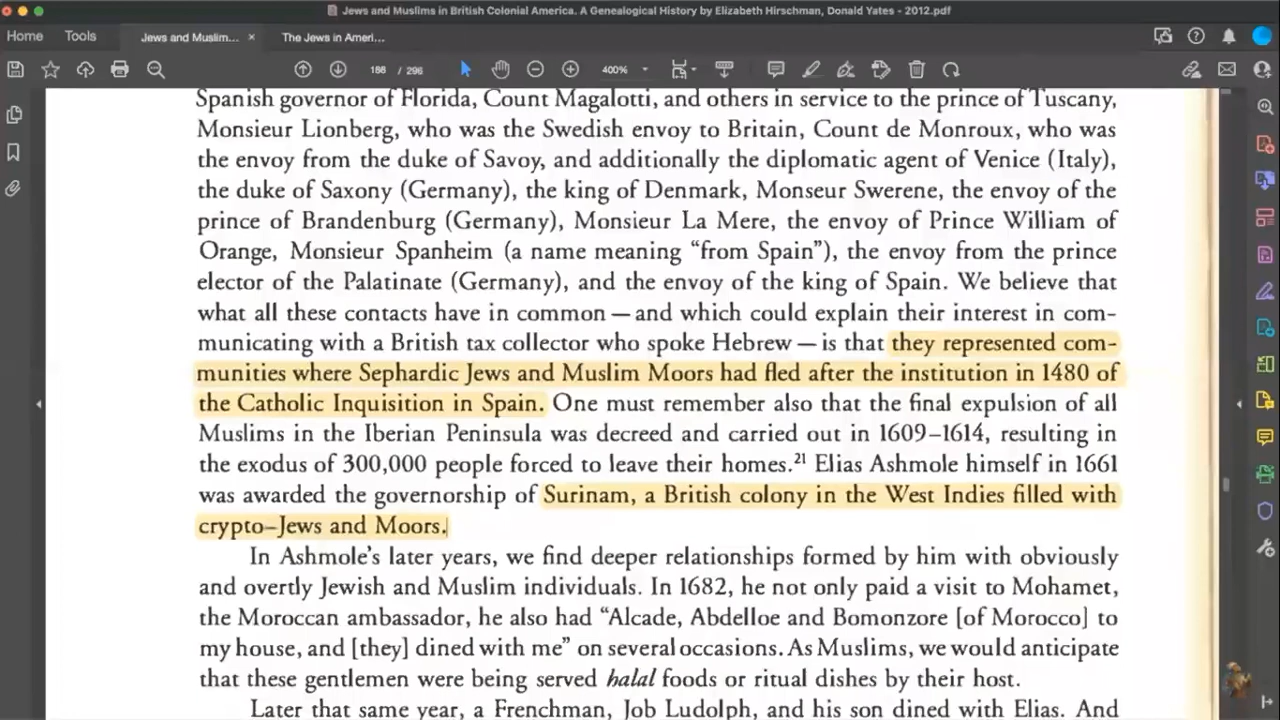 Jews and Muslims in British Colonial America. A Genealogical History by Elizabeth Hirschman, Donald Yates - 2012.pdf
Home Tools Jews and Muslim... × The Jews in Ameri...
186 / 296 400%
Spanish governor of Florida, Count Magalotti, and others in service to the prince of Tuscany,
Monsieur Lionberg, who was the Swedish envoy to Britain, Count de Monroux, who was
the envoy from the duke of Savoy, and additionally the diplomatic agent of Venice (Italy),
the duke of Saxony (Germany), the king of Denmark, Monseur Swerene, the envoy of the
prince of Brandenburg (Germany), Monsieur La Mere, the envoy of Prince William of
Orange, Monsieur Spanheim (a name meaning “from Spain”), the envoy from the prince
elector of the Palatinate (Germany), and the envoy of the king of Spain. We believe that
what all these contacts have in common — and which could explain their interest in com-
municating with a British tax collector who spoke Hebrew — is that they represented com-
munities where Sephardic Jews and Muslim Moors had fled after the institution in 1480 of
the Catholic Inquisition in Spain. One must remember also that the final expulsion of all
Muslims in the Iberian Peninsula was decreed and carried out in 1609–1614, resulting in
the exodus of 300,000 people forced to leave their homes.²¹ Elias Ashmole himself in 1661
was awarded the governorship of Surinam, a British colony in the West Indies filled with
crypto–Jews and Moors.
In Ashmole’s later years, we find deeper relationships formed by him with obviously
and overtly Jewish and Muslim individuals. In 1682, he not only paid a visit to Mohamet,
the Moroccan ambassador, he also had “Alcade, Abdelloe and Bomonzore [of Morocco] to
my house, and [they] dined with me” on several occasions. As Muslims, we would anticipate
that these gentlemen were being served halal foods or ritual dishes by their host.
Later that same year, a Frenchman, Job Ludolph, and his son dined with Elias. And